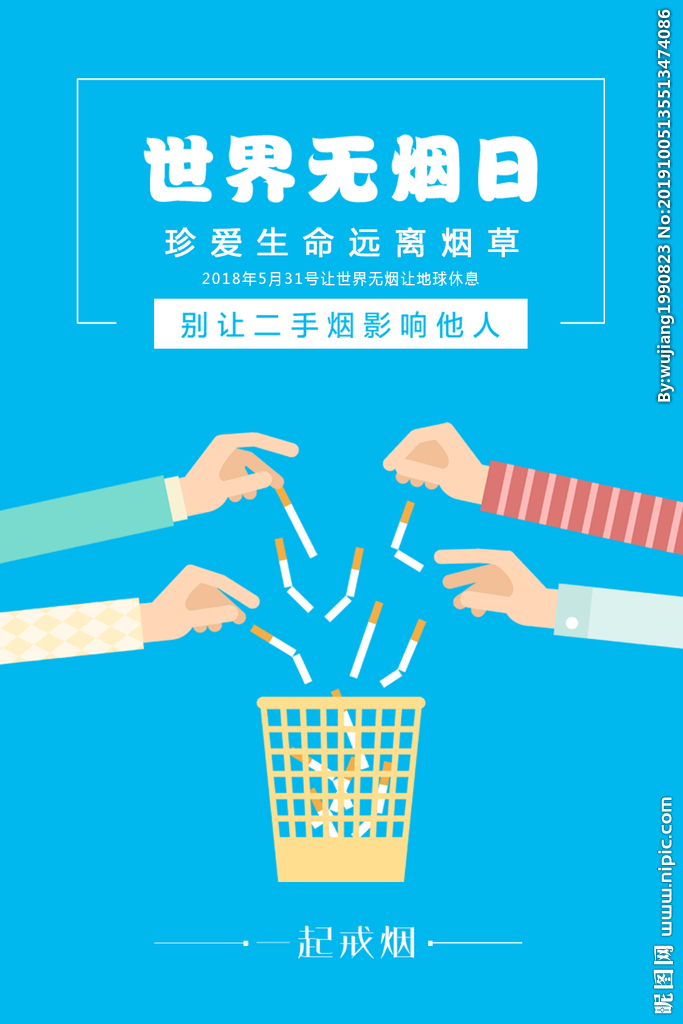 世界无烟日
珍爱生命远离烟草
2018年5月31号让世界无烟让地球休息
别让二手烟影响他人
一起戒烟
By:wujiang1990823 No:20191005135513474086
昵图网 www.nipic.com